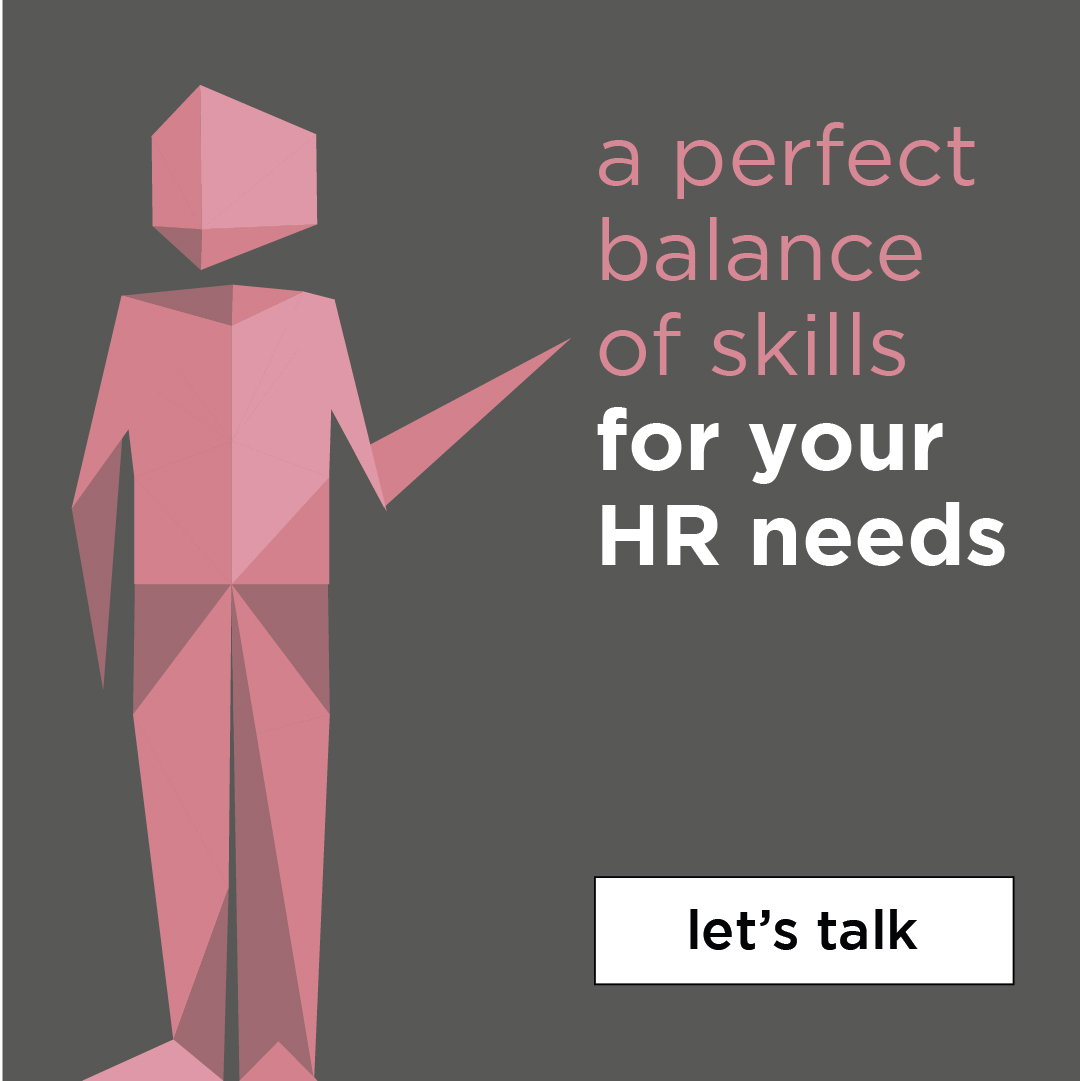 a perfect
balance
of skills
for your
HR needs
let’s talk